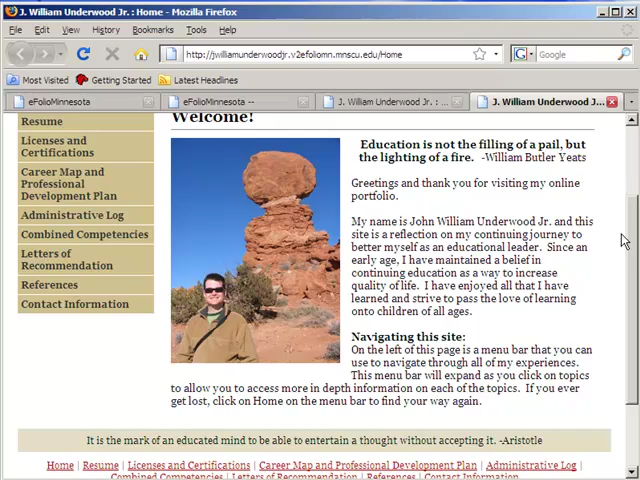 J. William Underwood Jr. : Home - Mozilla Firefox
File Edit View History Bookmarks Tools Help
http://jwilliamunderwoodjr.v2efoliomn.mnscu.edu/Home
Google
Most Visited Getting Started Latest Headlines
eFolioMinnesota
eFolioMinnesota --
J. William Underwood Jr. : ...
J. William Underwood J...
Welcome!
Resume
Licenses and
Certifications
Career Map and
Professional
Development Plan
Administrative Log
Combined Competencies
Letters of
Recommendation
References
Contact Information
Education is not the filling of a pail, but
the lighting of a fire. -William Butler Yeats
Greetings and thank you for visiting my online
portfolio.
My name is John William Underwood Jr. and this
site is a reflection on my continuing journey to
better myself as an educational leader. Since an
early age, I have maintained a belief in
continuing education as a way to increase
quality of life. I have enjoyed all that I have
learned and strive to pass the love of learning
onto children of all ages.
Navigating this site:
On the left of this page is a menu bar that you can
use to navigate through all of my experiences.
This menu bar will expand as you click on topics
to allow you to access more in depth information on each of the topics. If you ever
get lost, click on Home on the menu bar to find your way again.
It is the mark of an educated mind to be able to entertain a thought without accepting it. -Aristotle
Home | Resume | Licenses and Certifications | Career Map and Professional Development Plan | Administrative Log |
Combined Competencies | Letters of Recommendation | References | Contact Information